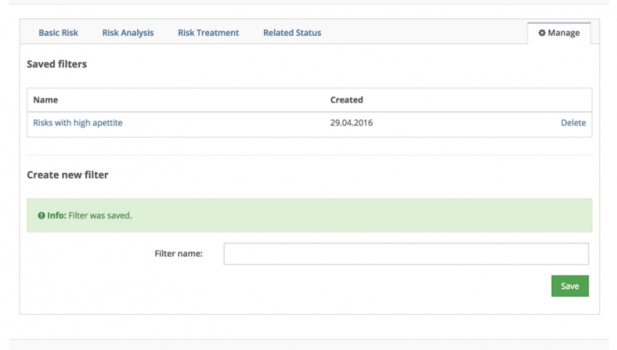 Basic Risk Risk Analysis Risk Treatment Related Status Manage
Saved filters
Name Created
Risks with high apettite 29.04.2016 Delete
Create new filter
Info: Filter was saved.
Filter name:
Save